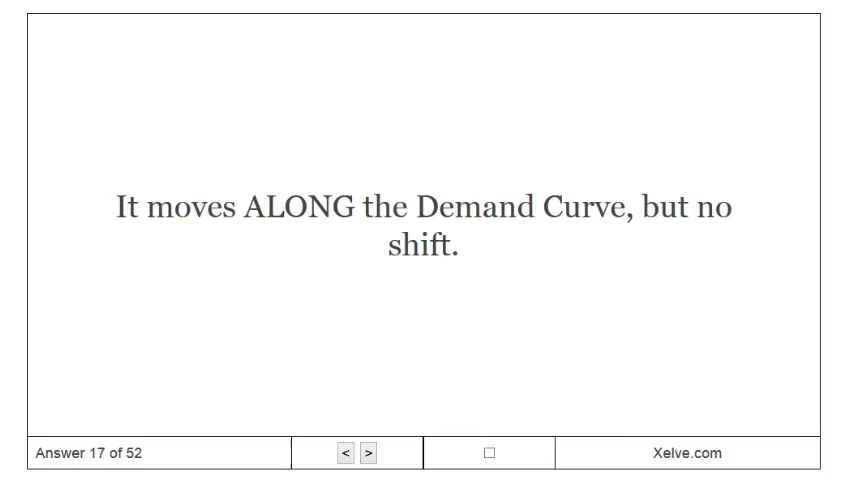 It moves ALONG the Demand Curve, but no
shift.
Answer 17 of 52
< >
Xelve.com